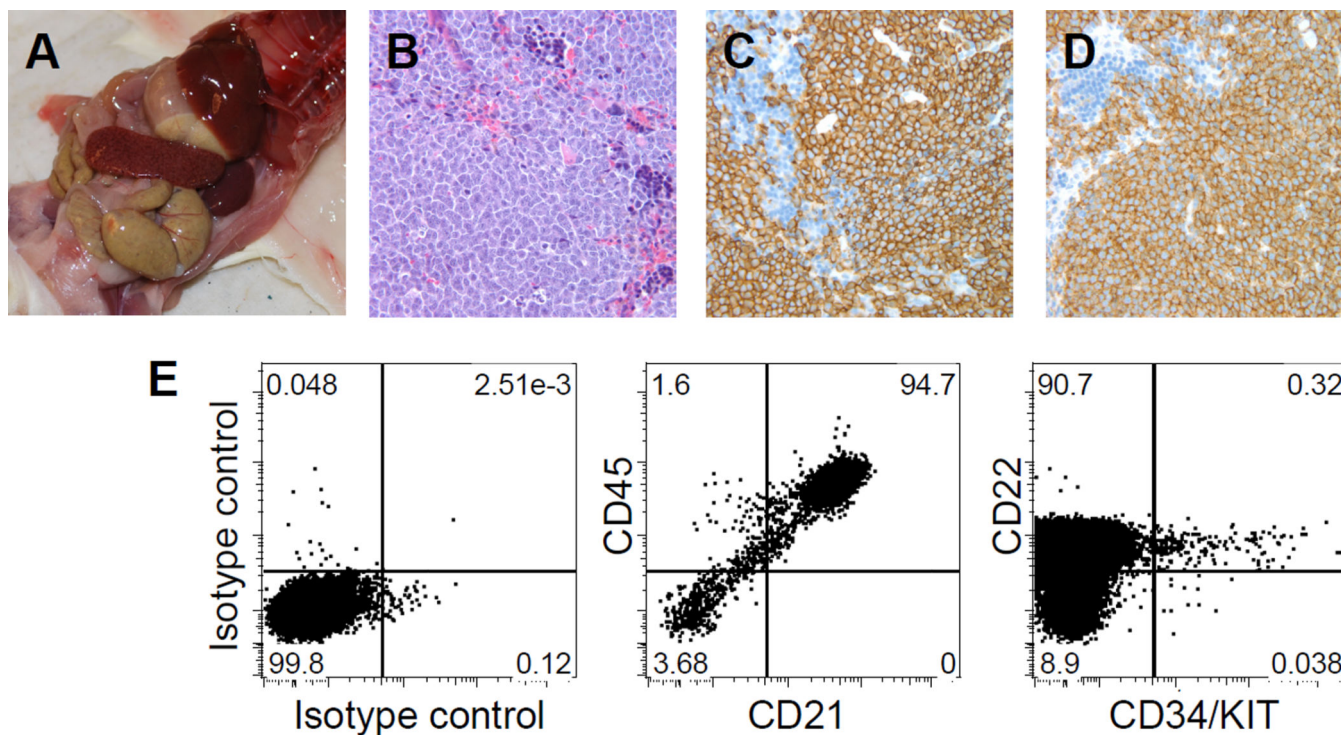 A
B
C
D
E
0.048
2.51e-3
Isotype control
99.8
0.12
Isotype control
1.6
94.7
CD45
3.68
0
CD21
90.7
0.32
CD22
8.9
0.038
CD34/KIT